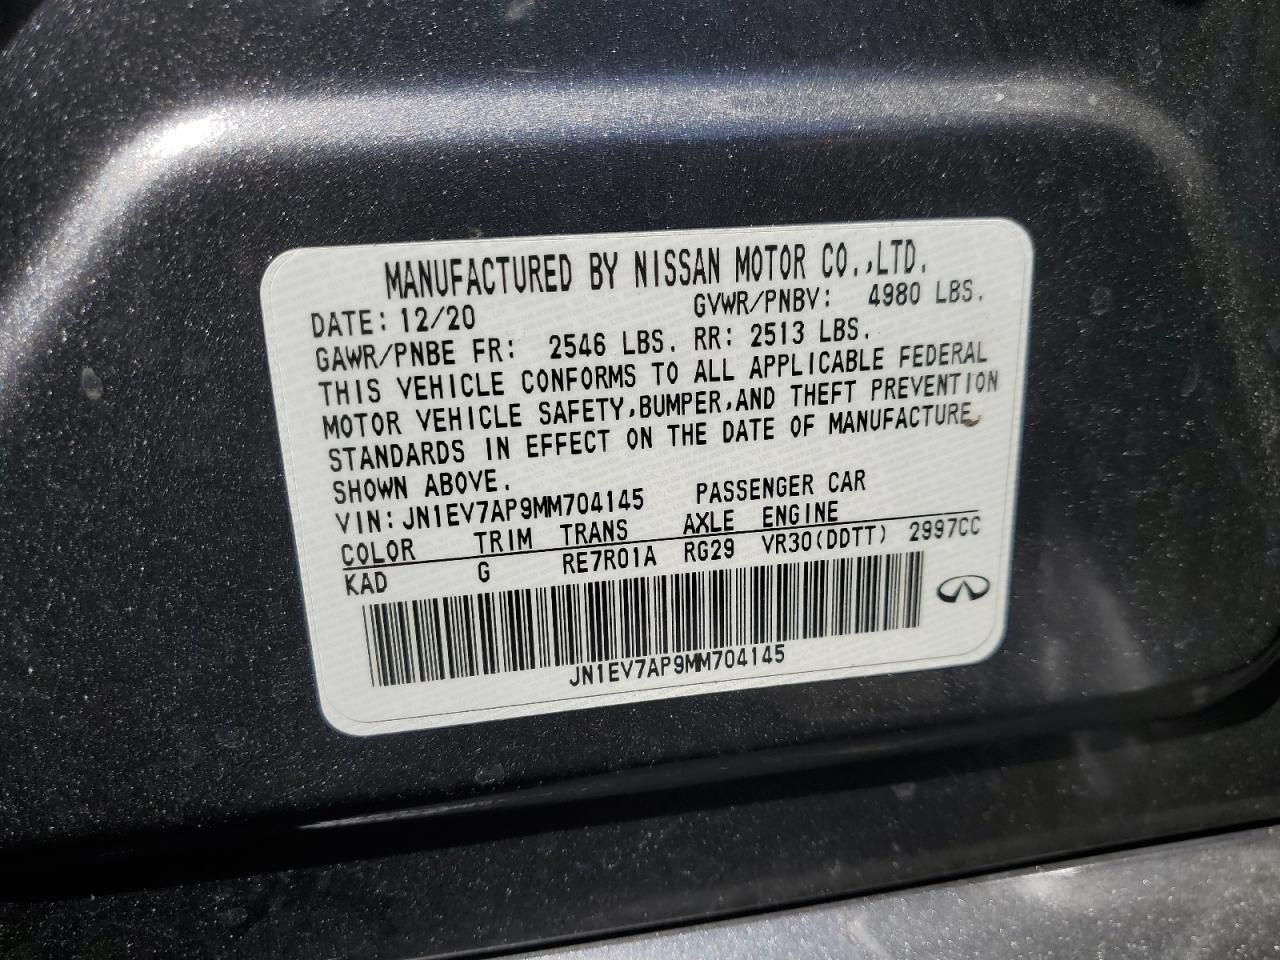 MANUFACTURED BY NISSAN MOTOR CO.,LTD.
DATE: 12/20 GVWR/PNBV: 4980 LBS.
GAWR/PNBE FR: 2546 LBS. RR: 2513 LBS.
THIS VEHICLE CONFORMS TO ALL APPLICABLE FEDERAL
MOTOR VEHICLE SAFETY,BUMPER,AND THEFT PREVENTION
STANDARDS IN EFFECT ON THE DATE OF MANUFACTURE
SHOWN ABOVE.
VIN: JN1EV7AP9MM704145 PASSENGER CAR
COLOR TRIM TRANS AXLE ENGINE
KAD G RE7R01A RG29 VR30(DDTT) 2997CC
JN1EV7AP9MM704145